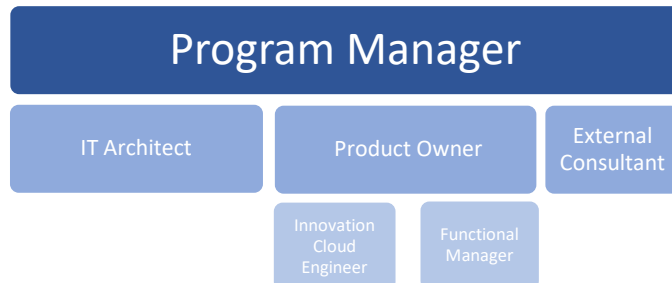 Program Manager
IT Architect
Product Owner
External
Consultant
Innovation
Cloud
Engineer
Functional
Manager